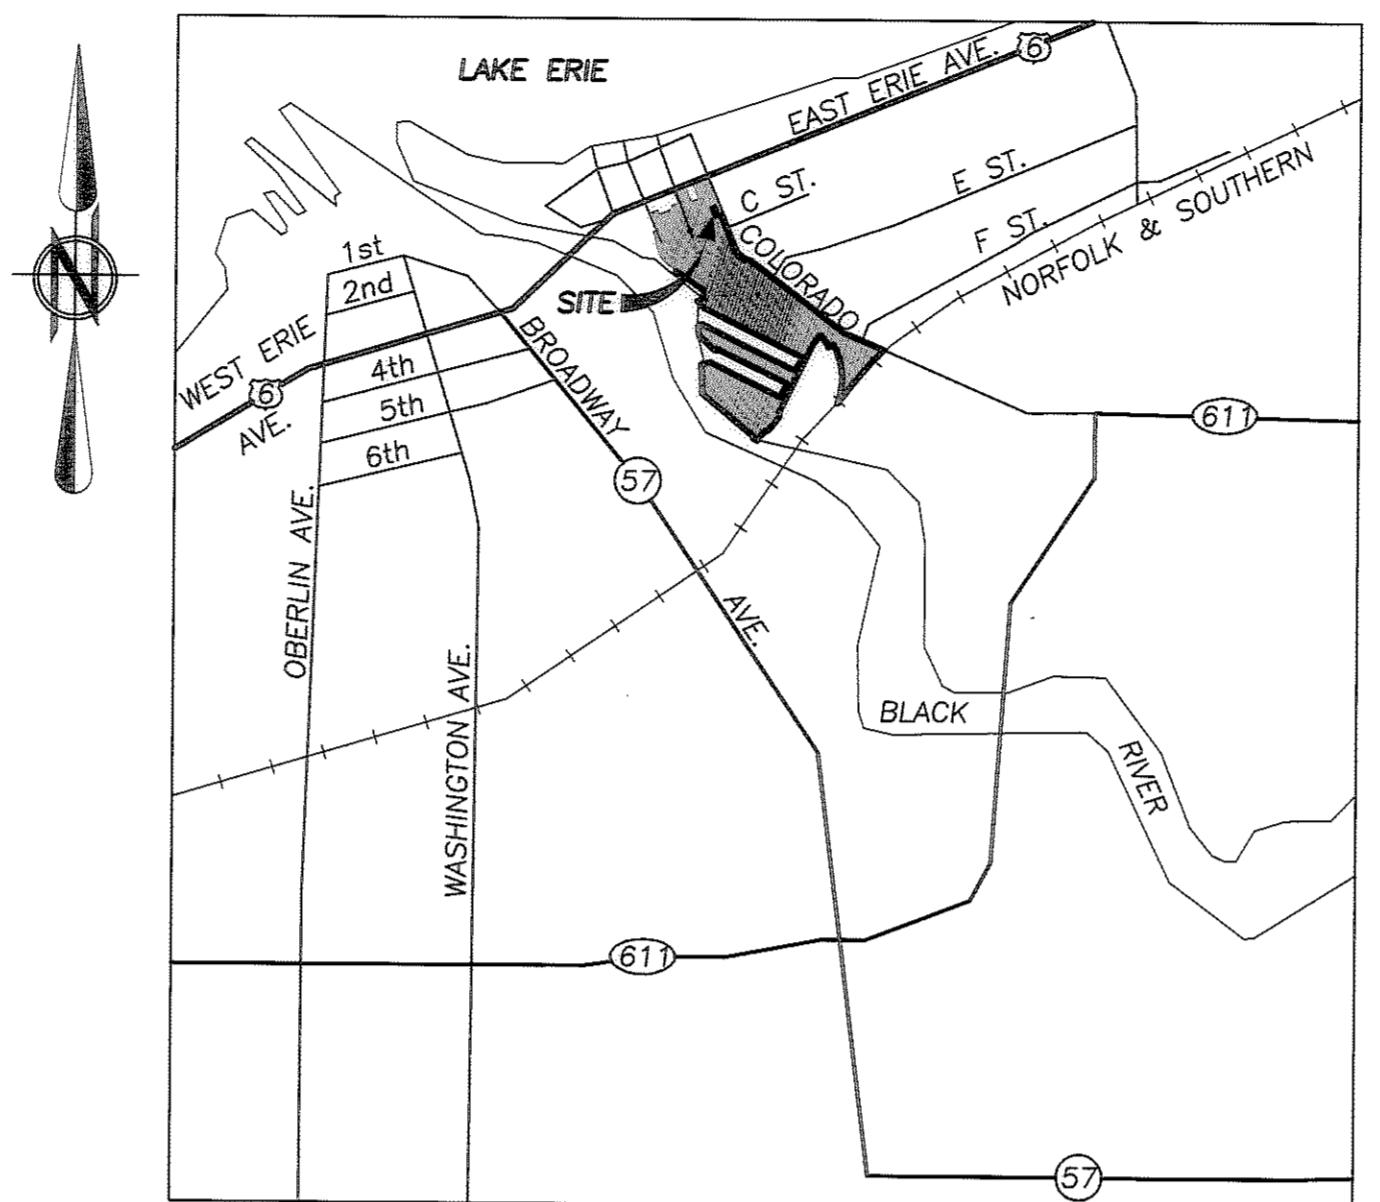 LAKE ERIE
6
EAST ERIE AVE.
C ST.
E ST.
F ST.
NORFOLK & SOUTHERN
COLORADO
N
1st
2nd
SITE
WEST ERIE
6
AVE.
4th
5th
6th
BROADWAY
57
AVE.
611
OBERLIN AVE.
WASHINGTON AVE.
BLACK
RIVER
611
57